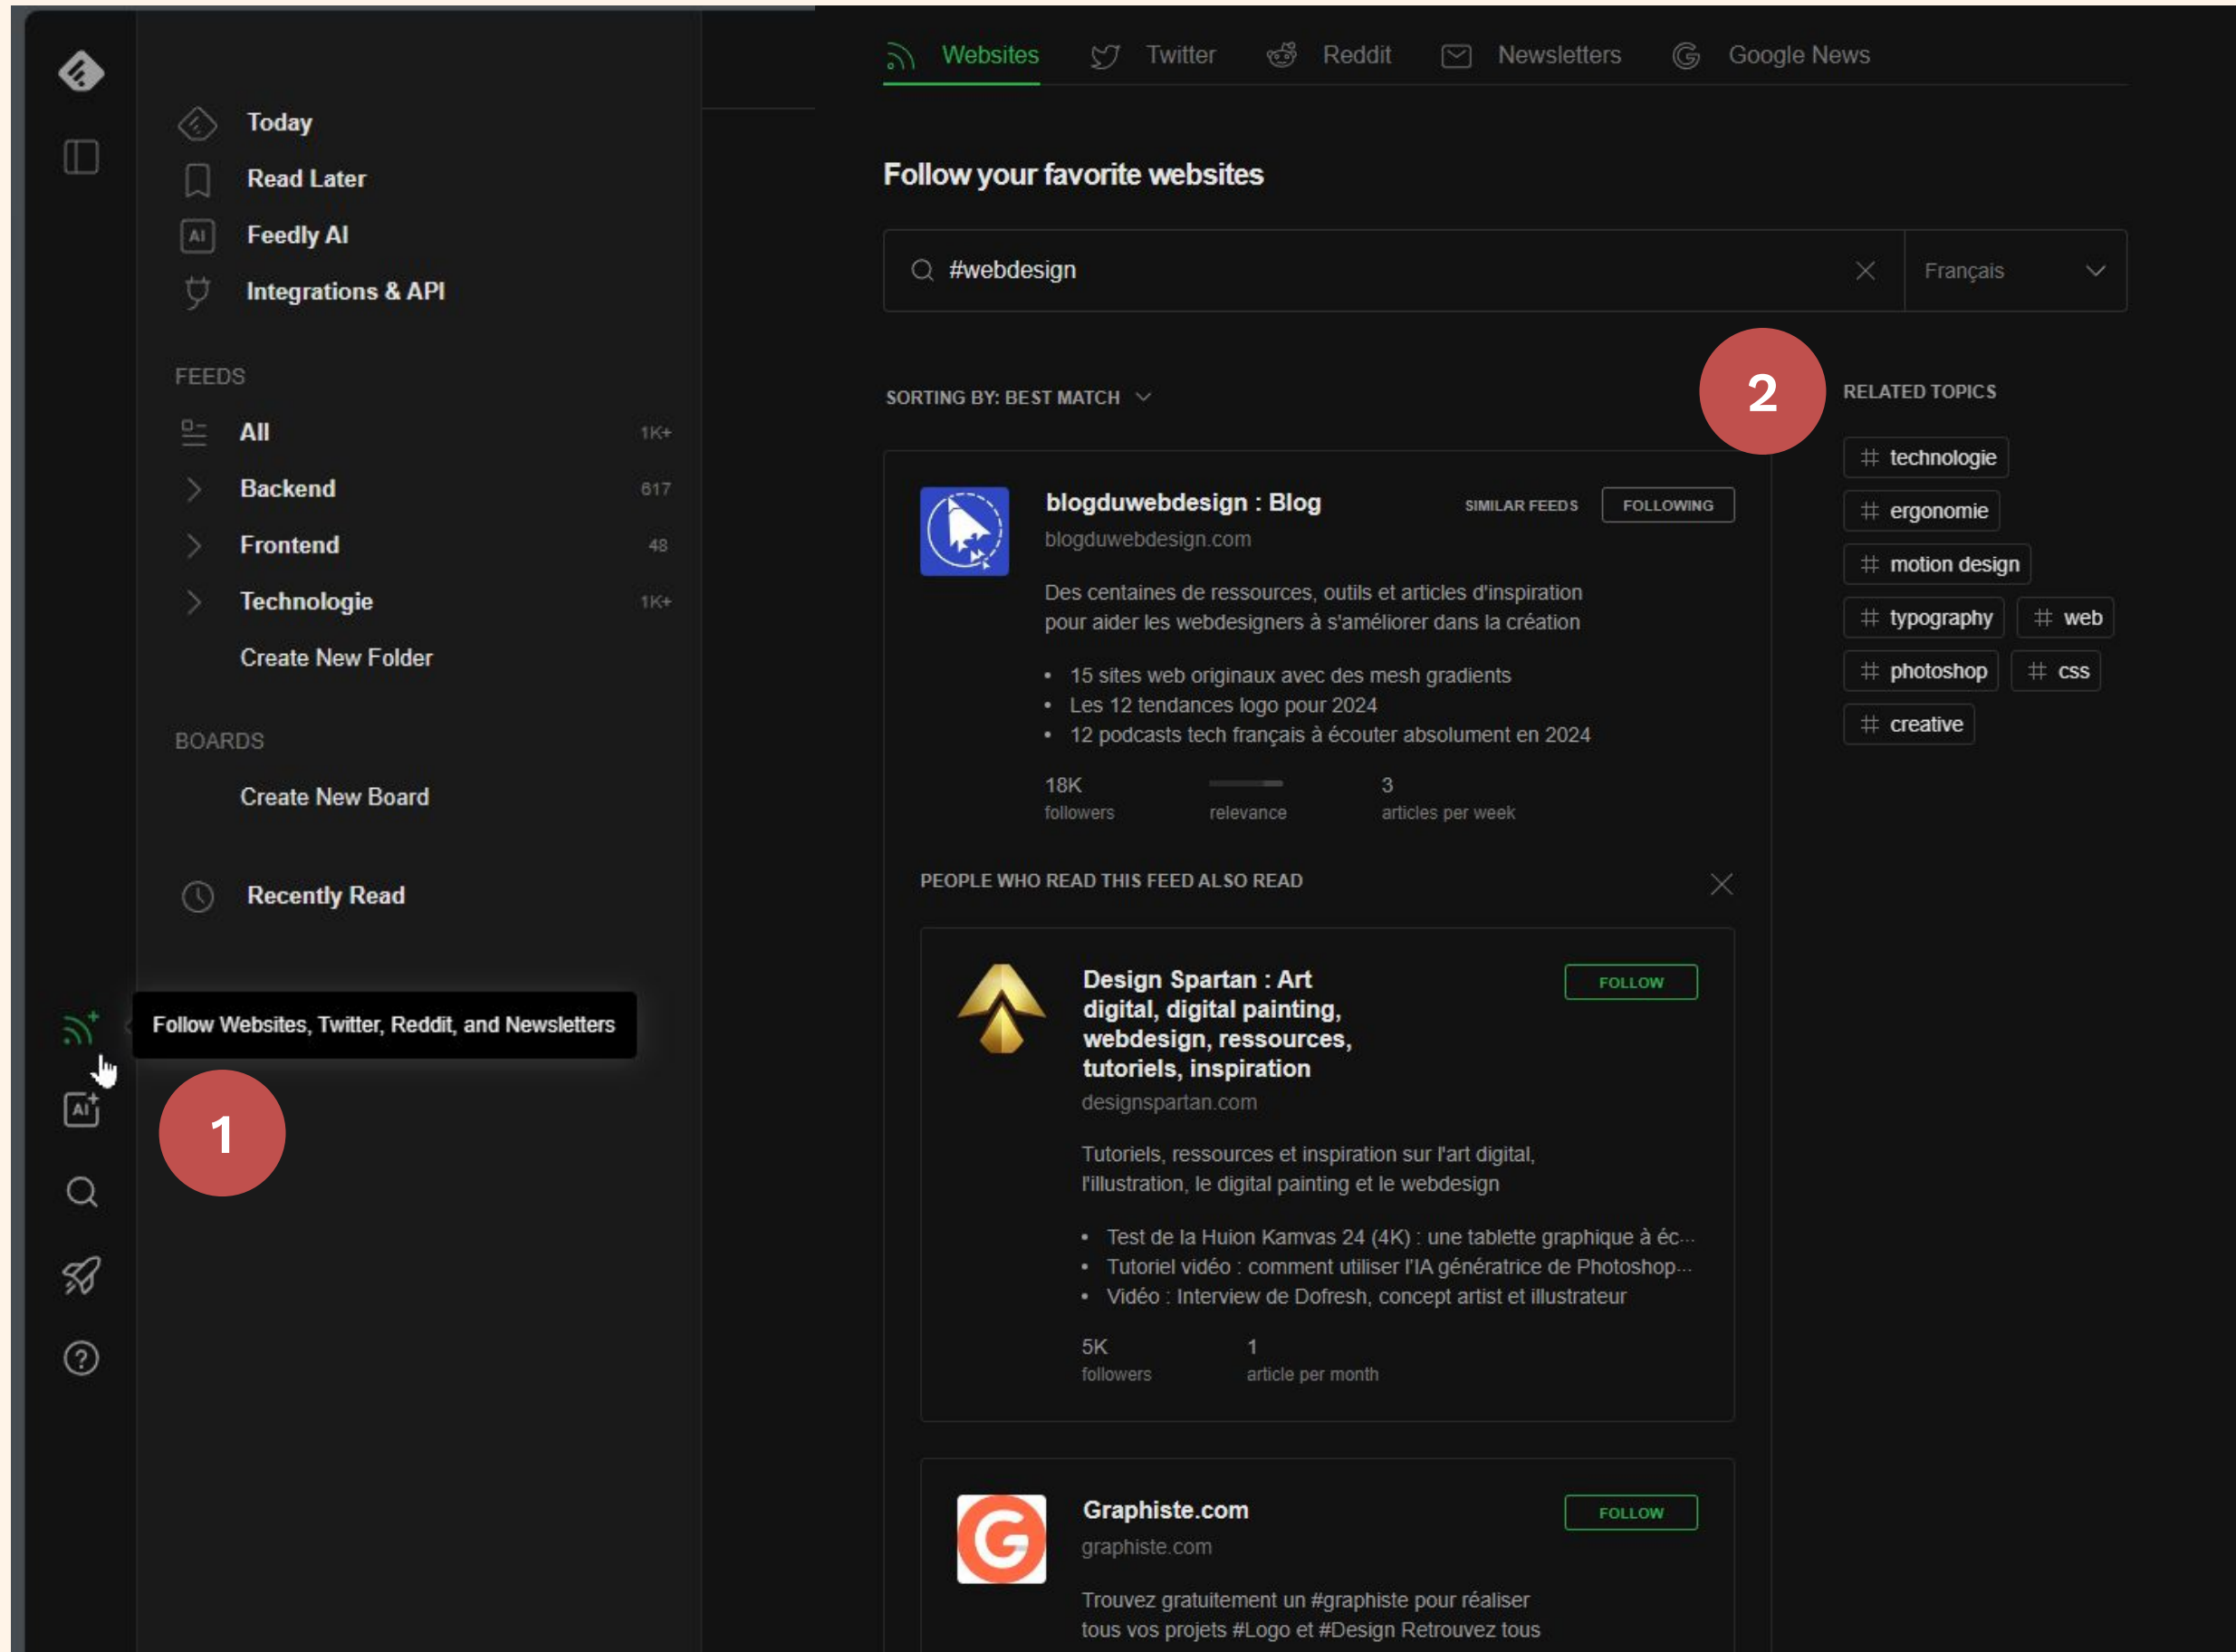 Today
Read Later
AI
Feedly AI
Integrations & API
FEEDS
All 1K+
Backend 617
Frontend 48
Technologie 1K+
Create New Folder
BOARDS
Create New Board
Recently Read
Follow Websites, Twitter, Reddit, and Newsletters
AI+
1
Websites Twitter Reddit Newsletters Google News
Follow your favorite websites
#webdesign Français
SORTING BY: BEST MATCH
blogduwebdesign : Blog SIMILAR FEEDS FOLLOWING
blogduwebdesign.com
Des centaines de ressources, outils et articles d'inspiration
pour aider les webdesigners à s'améliorer dans la création
• 15 sites web originaux avec des mesh gradients
• Les 12 tendances logo pour 2024
• 12 podcasts tech français à écouter absolument en 2024
18K 3
followers relevance articles per week
PEOPLE WHO READ THIS FEED ALSO READ
Design Spartan : Art FOLLOW
digital, digital painting,
webdesign, ressources,
tutoriels, inspiration
designspartan.com
Tutoriels, ressources et inspiration sur l'art digital,
l'illustration, le digital painting et le webdesign
• Test de la Huion Kamvas 24 (4K) : une tablette graphique à éc...
• Tutoriel vidéo : comment utiliser l'IA génératrice de Photoshop...
• Vidéo : Interview de Dofresh, concept artist et illustrateur
5K 1
followers article per month
G
Graphiste.com FOLLOW
graphiste.com
Trouvez gratuitement un #graphiste pour réaliser
tous vos projets #Logo et #Design Retrouvez tous
2
RELATED TOPICS
# technologie
# ergonomie
# motion design
# typography # web
# photoshop # css
# creative